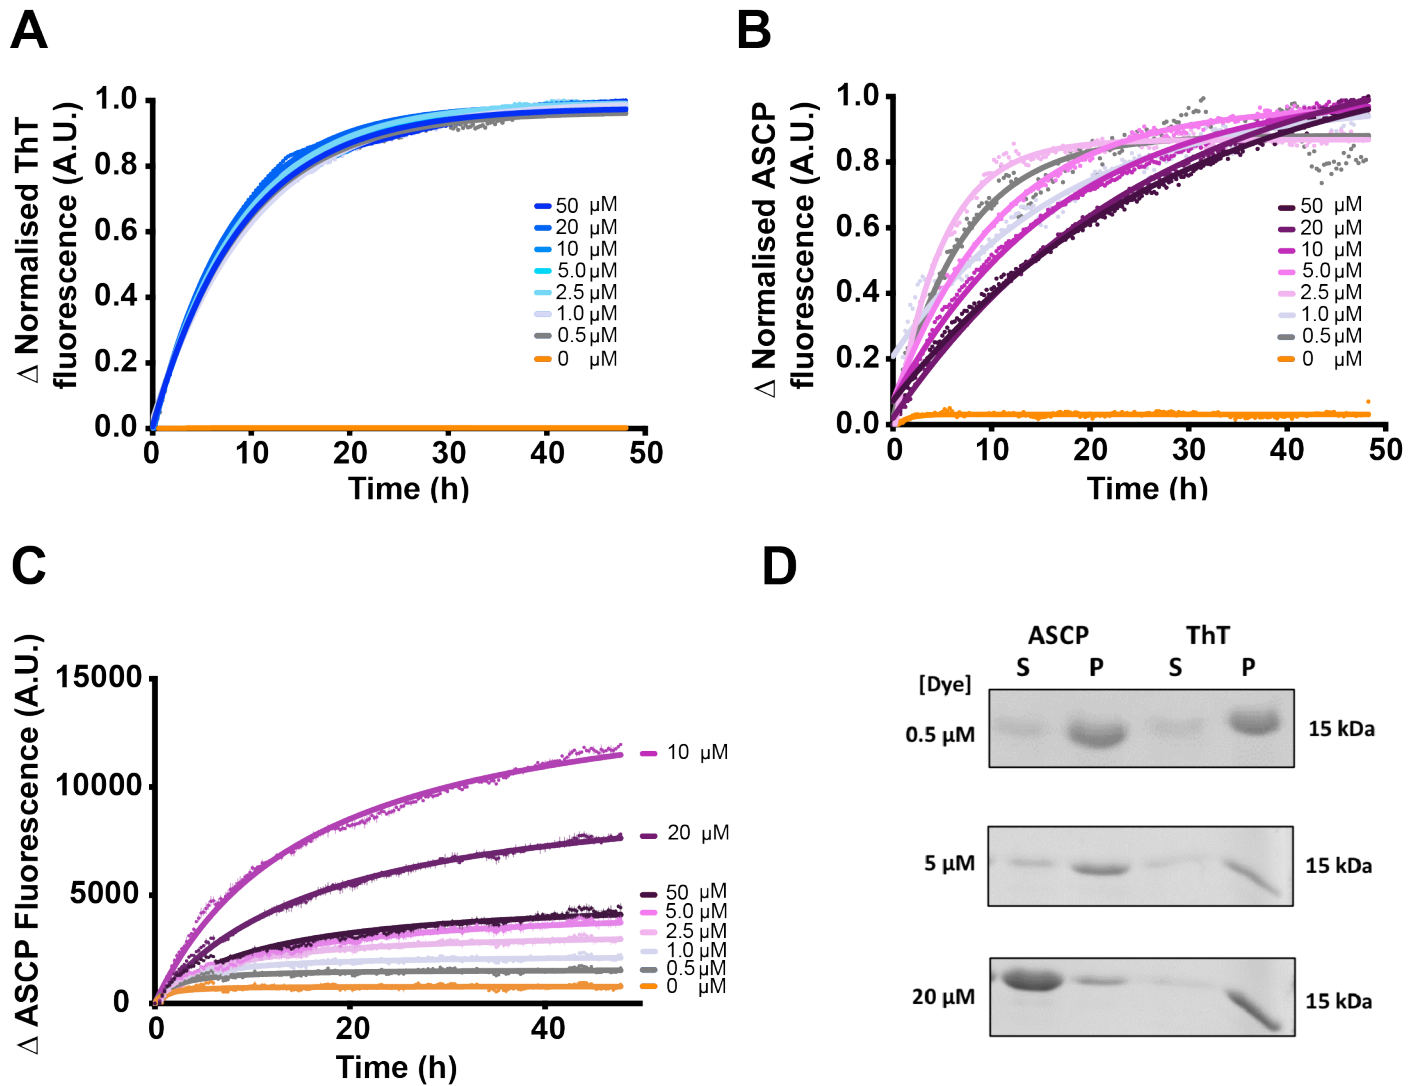 A
Δ Normalised ThT
fluorescence (A.U.)
1.0
0.8
0.6
0.4
0.2
0.0
0 10 20 30 40 50
Time (h)
50 µM
20 µM
10 µM
5.0 µM
2.5 µM
1.0 µM
0.5 µM
0 µM
B
Δ Normalised ASCP
fluorescence (A.U.)
1.0
0.8
0.6
0.4
0.2
0.0
0 10 20 30 40 50
Time (h)
50 µM
20 µM
10 µM
5.0 µM
2.5 µM
1.0 µM
0.5 µM
0 µM
C
Δ ASCP Fluorescence (A.U.)
15000
10000
5000
0
0 20 40
Time (h)
10 µM
20 µM
50 µM
5.0 µM
2.5 µM
1.0 µM
0.5 µM
0 µM
D
ASCP ThT
S P S P
[Dye]
0.5 µM 15 kDa
5 µM 15 kDa
20 µM 15 kDa